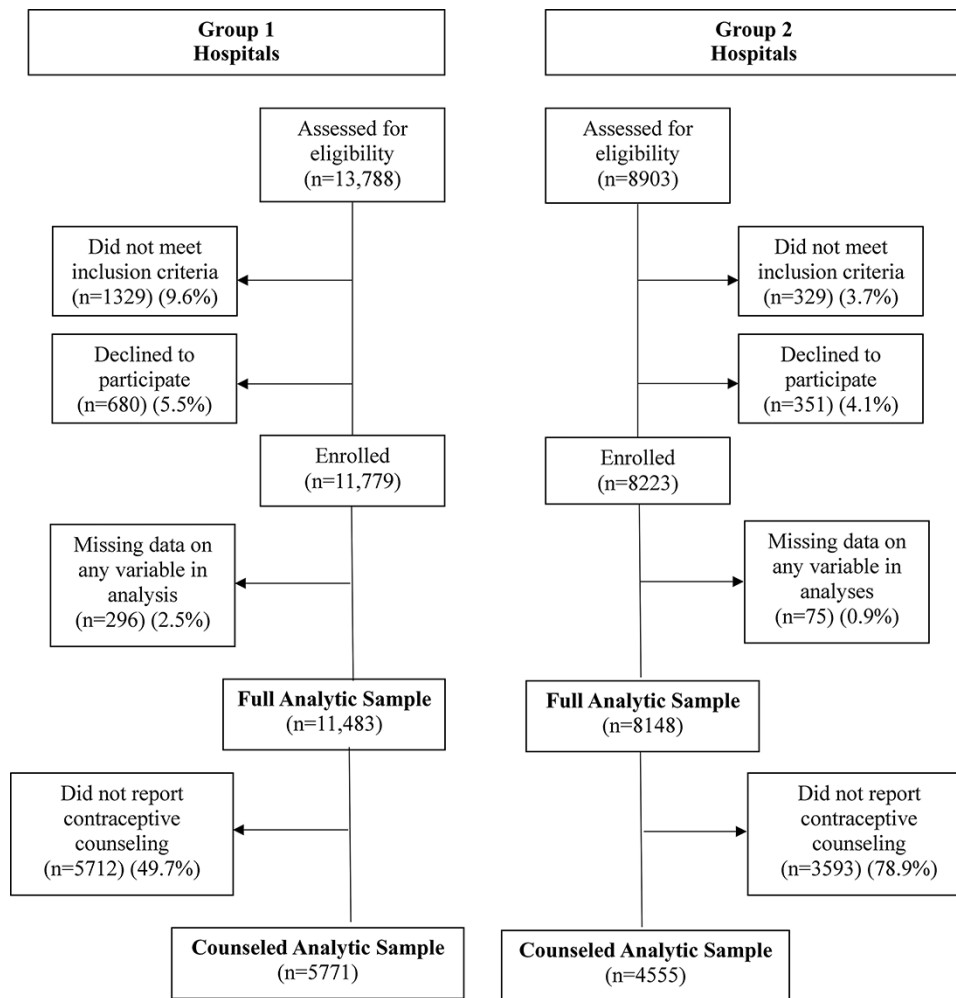 Group 1
Hospitals
Group 2
Hospitals
Assessed for
eligibility
(n=13,788)
Assessed for
eligibility
(n=8903)
Did not meet
inclusion criteria
(n=1329) (9.6%)
Did not meet
inclusion criteria
(n=329) (3.7%)
Declined to
participate
(n=680) (5.5%)
Declined to
participate
(n=351) (4.1%)
Enrolled
(n=11,779)
Enrolled
(n=8223)
Missing data on
any variable in
analysis
(n=296) (2.5%)
Missing data on
any variable in
analyses
(n=75) (0.9%)
Full Analytic Sample
(n=11,483)
Full Analytic Sample
(n=8148)
Did not report
contraceptive
counseling
(n=5712) (49.7%)
Did not report
contraceptive
counseling
(n=3593) (78.9%)
Counseled Analytic Sample
(n=5771)
Counseled Analytic Sample
(n=4555)